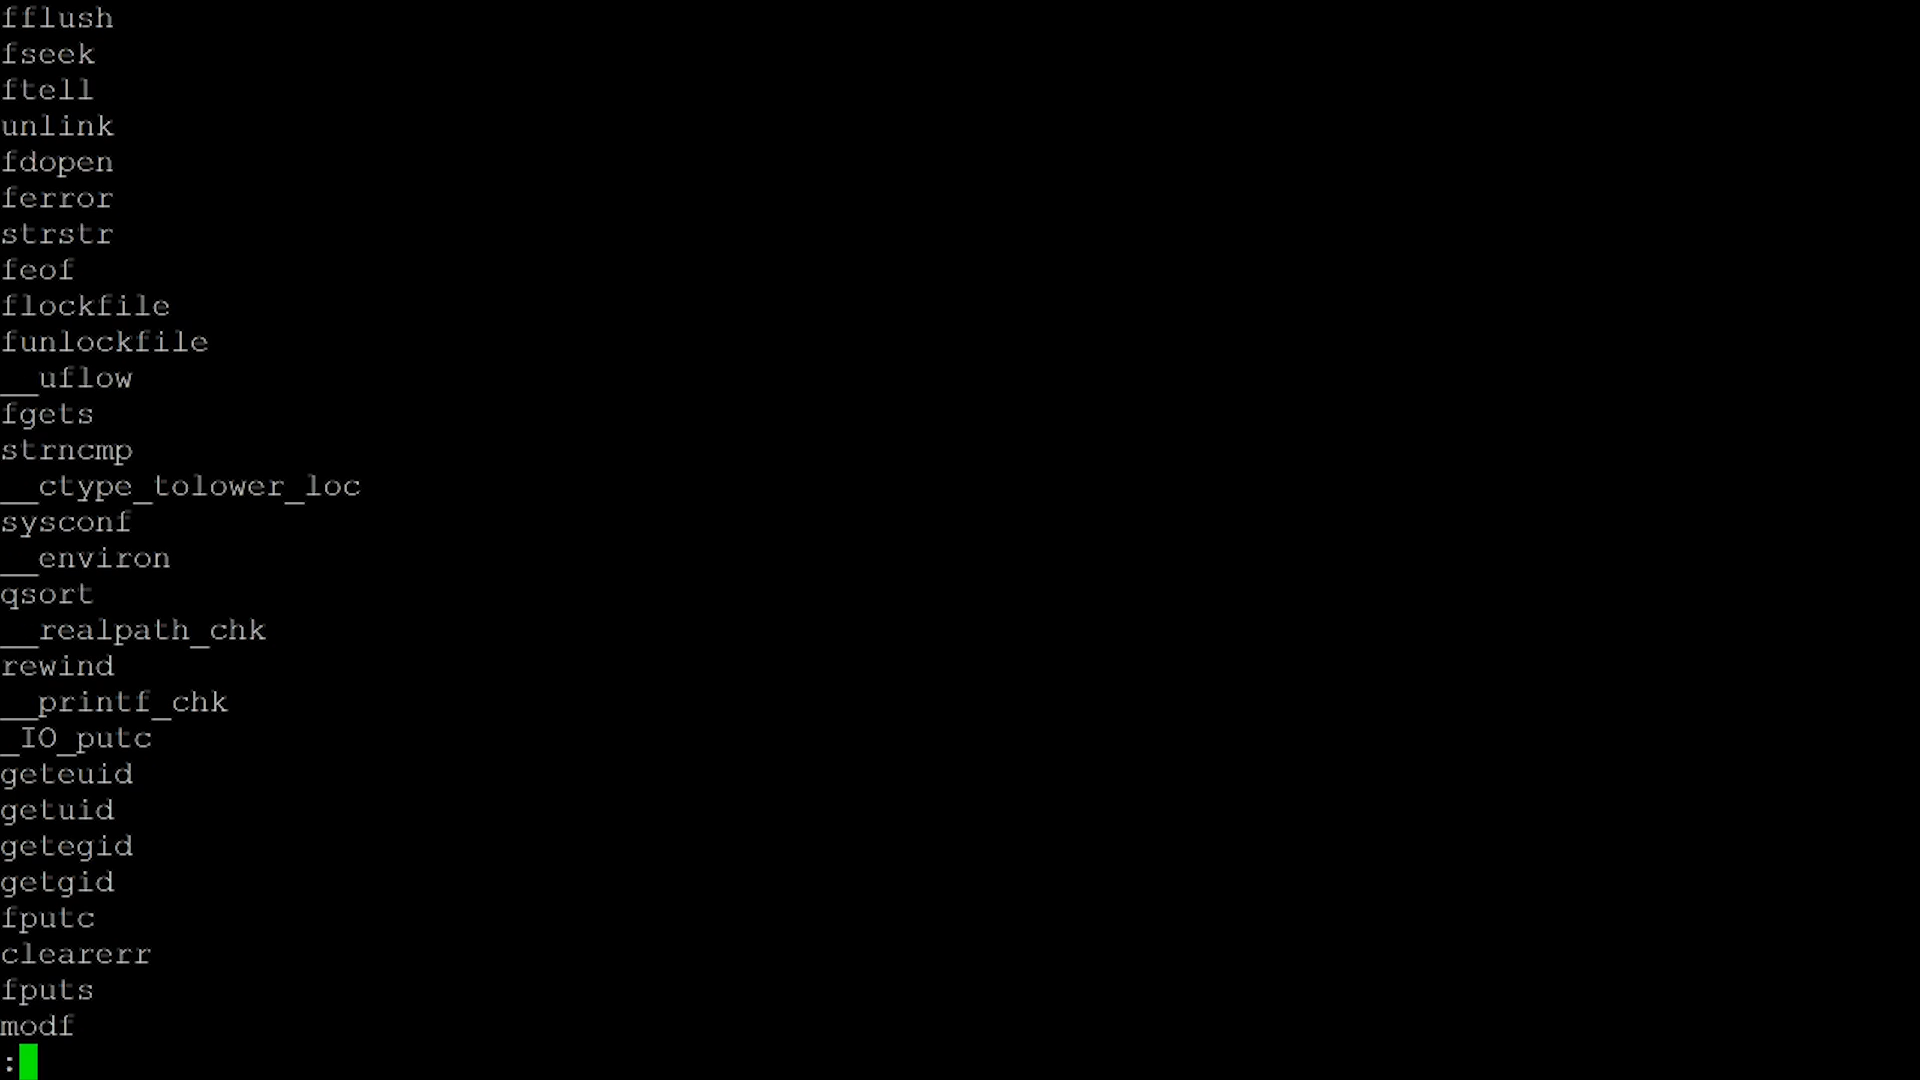 fflush
fseek
ftell
unlink
fdopen
ferror
strstr
feof
flockfile
funlockfile
__uflow
fgets
strncmp
__ctype_tolower_loc
sysconf
__environ
qsort
__realpath_chk
rewind
__printf_chk
_IO_putc
geteuid
getuid
getegid
getgid
fputc
clearerr
fputs
modf
: